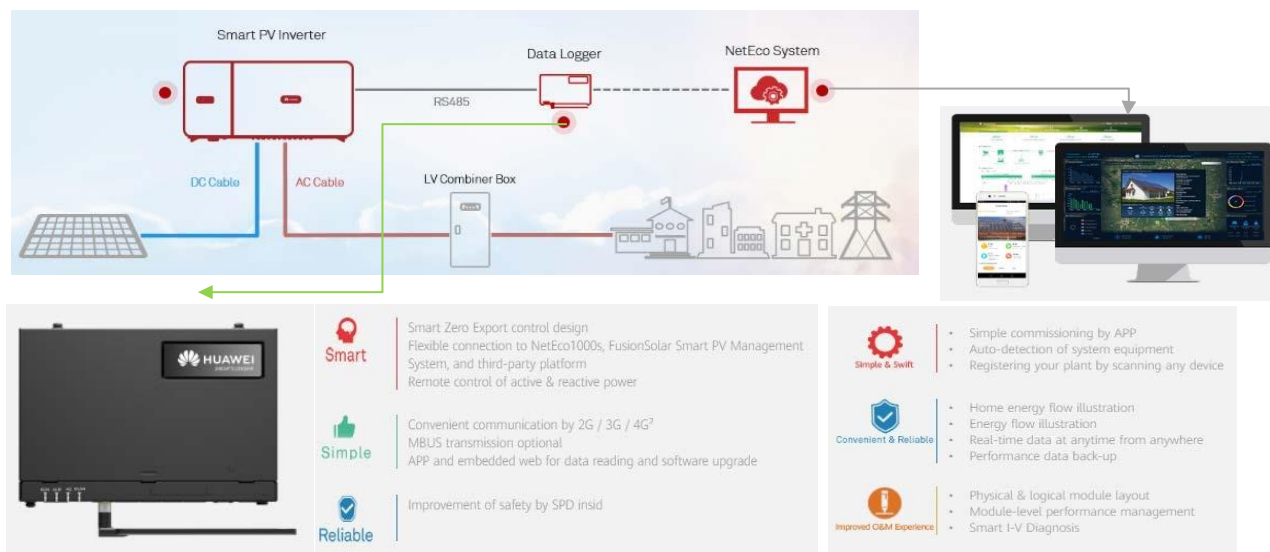 Smart PV Inverter
Data Logger
NetEco System
RS485
DC Cable
AC Cable
LV Combiner Box
HUAWEI
Smart
Smart Zero Export control design
Flexible connection to NetEco1000s, FusionSolar Smart PV Management
System, and third-party platform
Remote control of active & reactive power
Simple
Convenient communication by 2G / 3G / 4G²
MBUS transmission optional
APP and embedded web for data reading and software upgrade
Reliable
Improvement of safety by SPD insid
Simple & Swift
• Simple commissioning by APP
• Auto-detection of system equipment
• Registering your plant by scanning any device
Convenient & Reliable
• Home energy flow illustration
• Energy flow illustration
• Real-time data at anytime from anywhere
• Performance data back-up
Improved O&M Experience
• Physical & logical module layout
• Module-level performance management
• Smart I-V Diagnosis